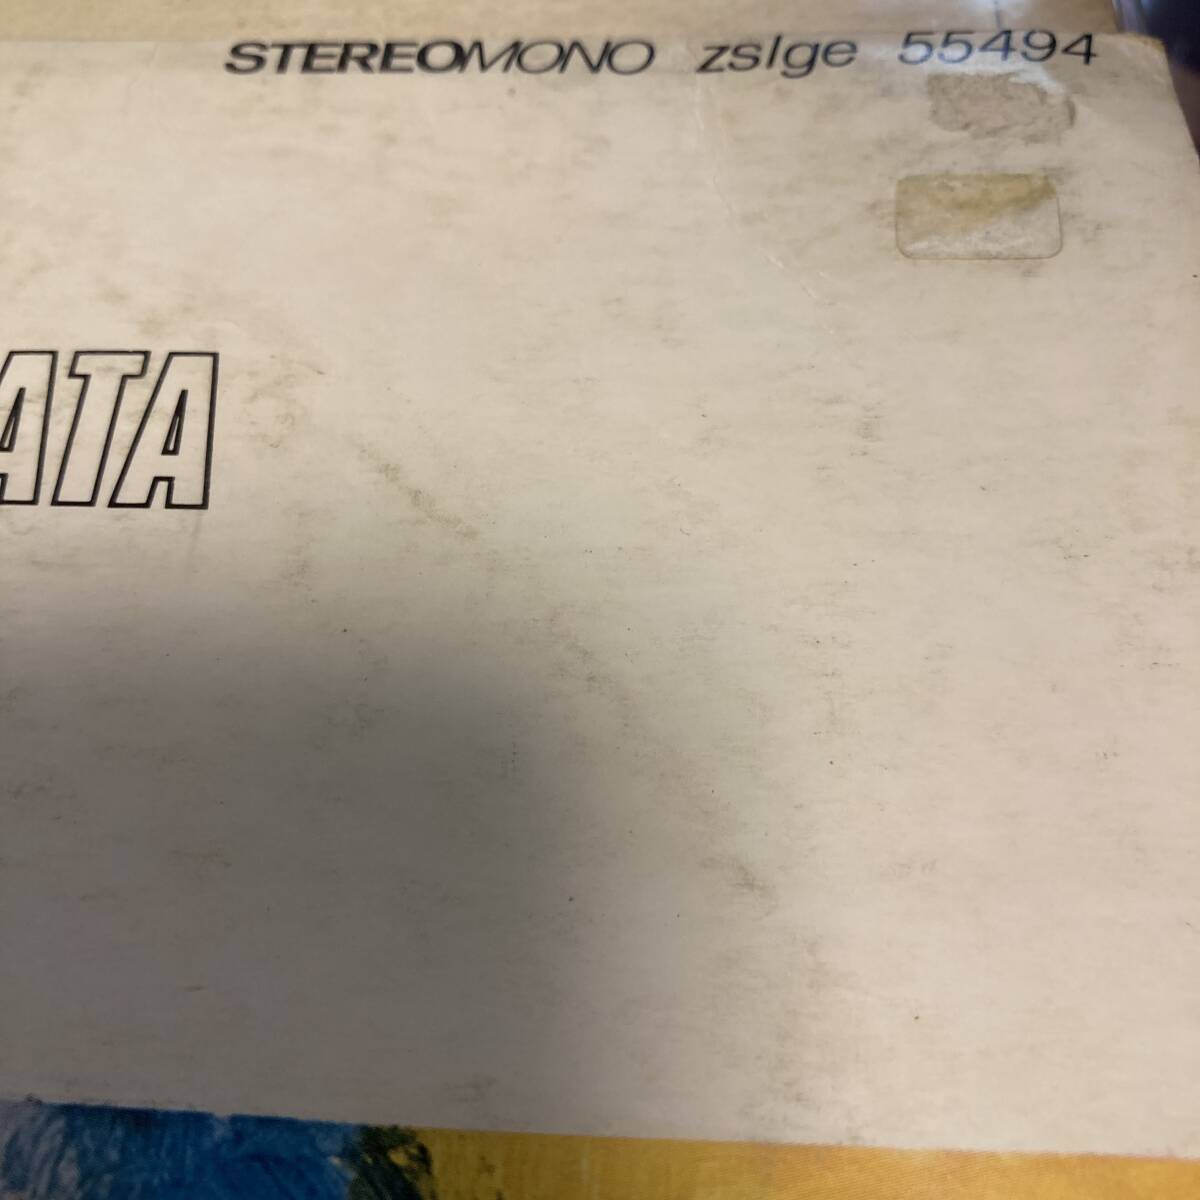 STEREOMONO zslge 55494
ATA